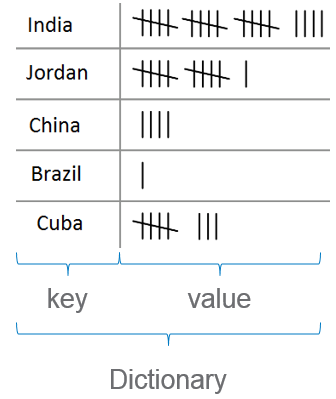 India
Jordan
China
Brazil
Cuba
key value
Dictionary